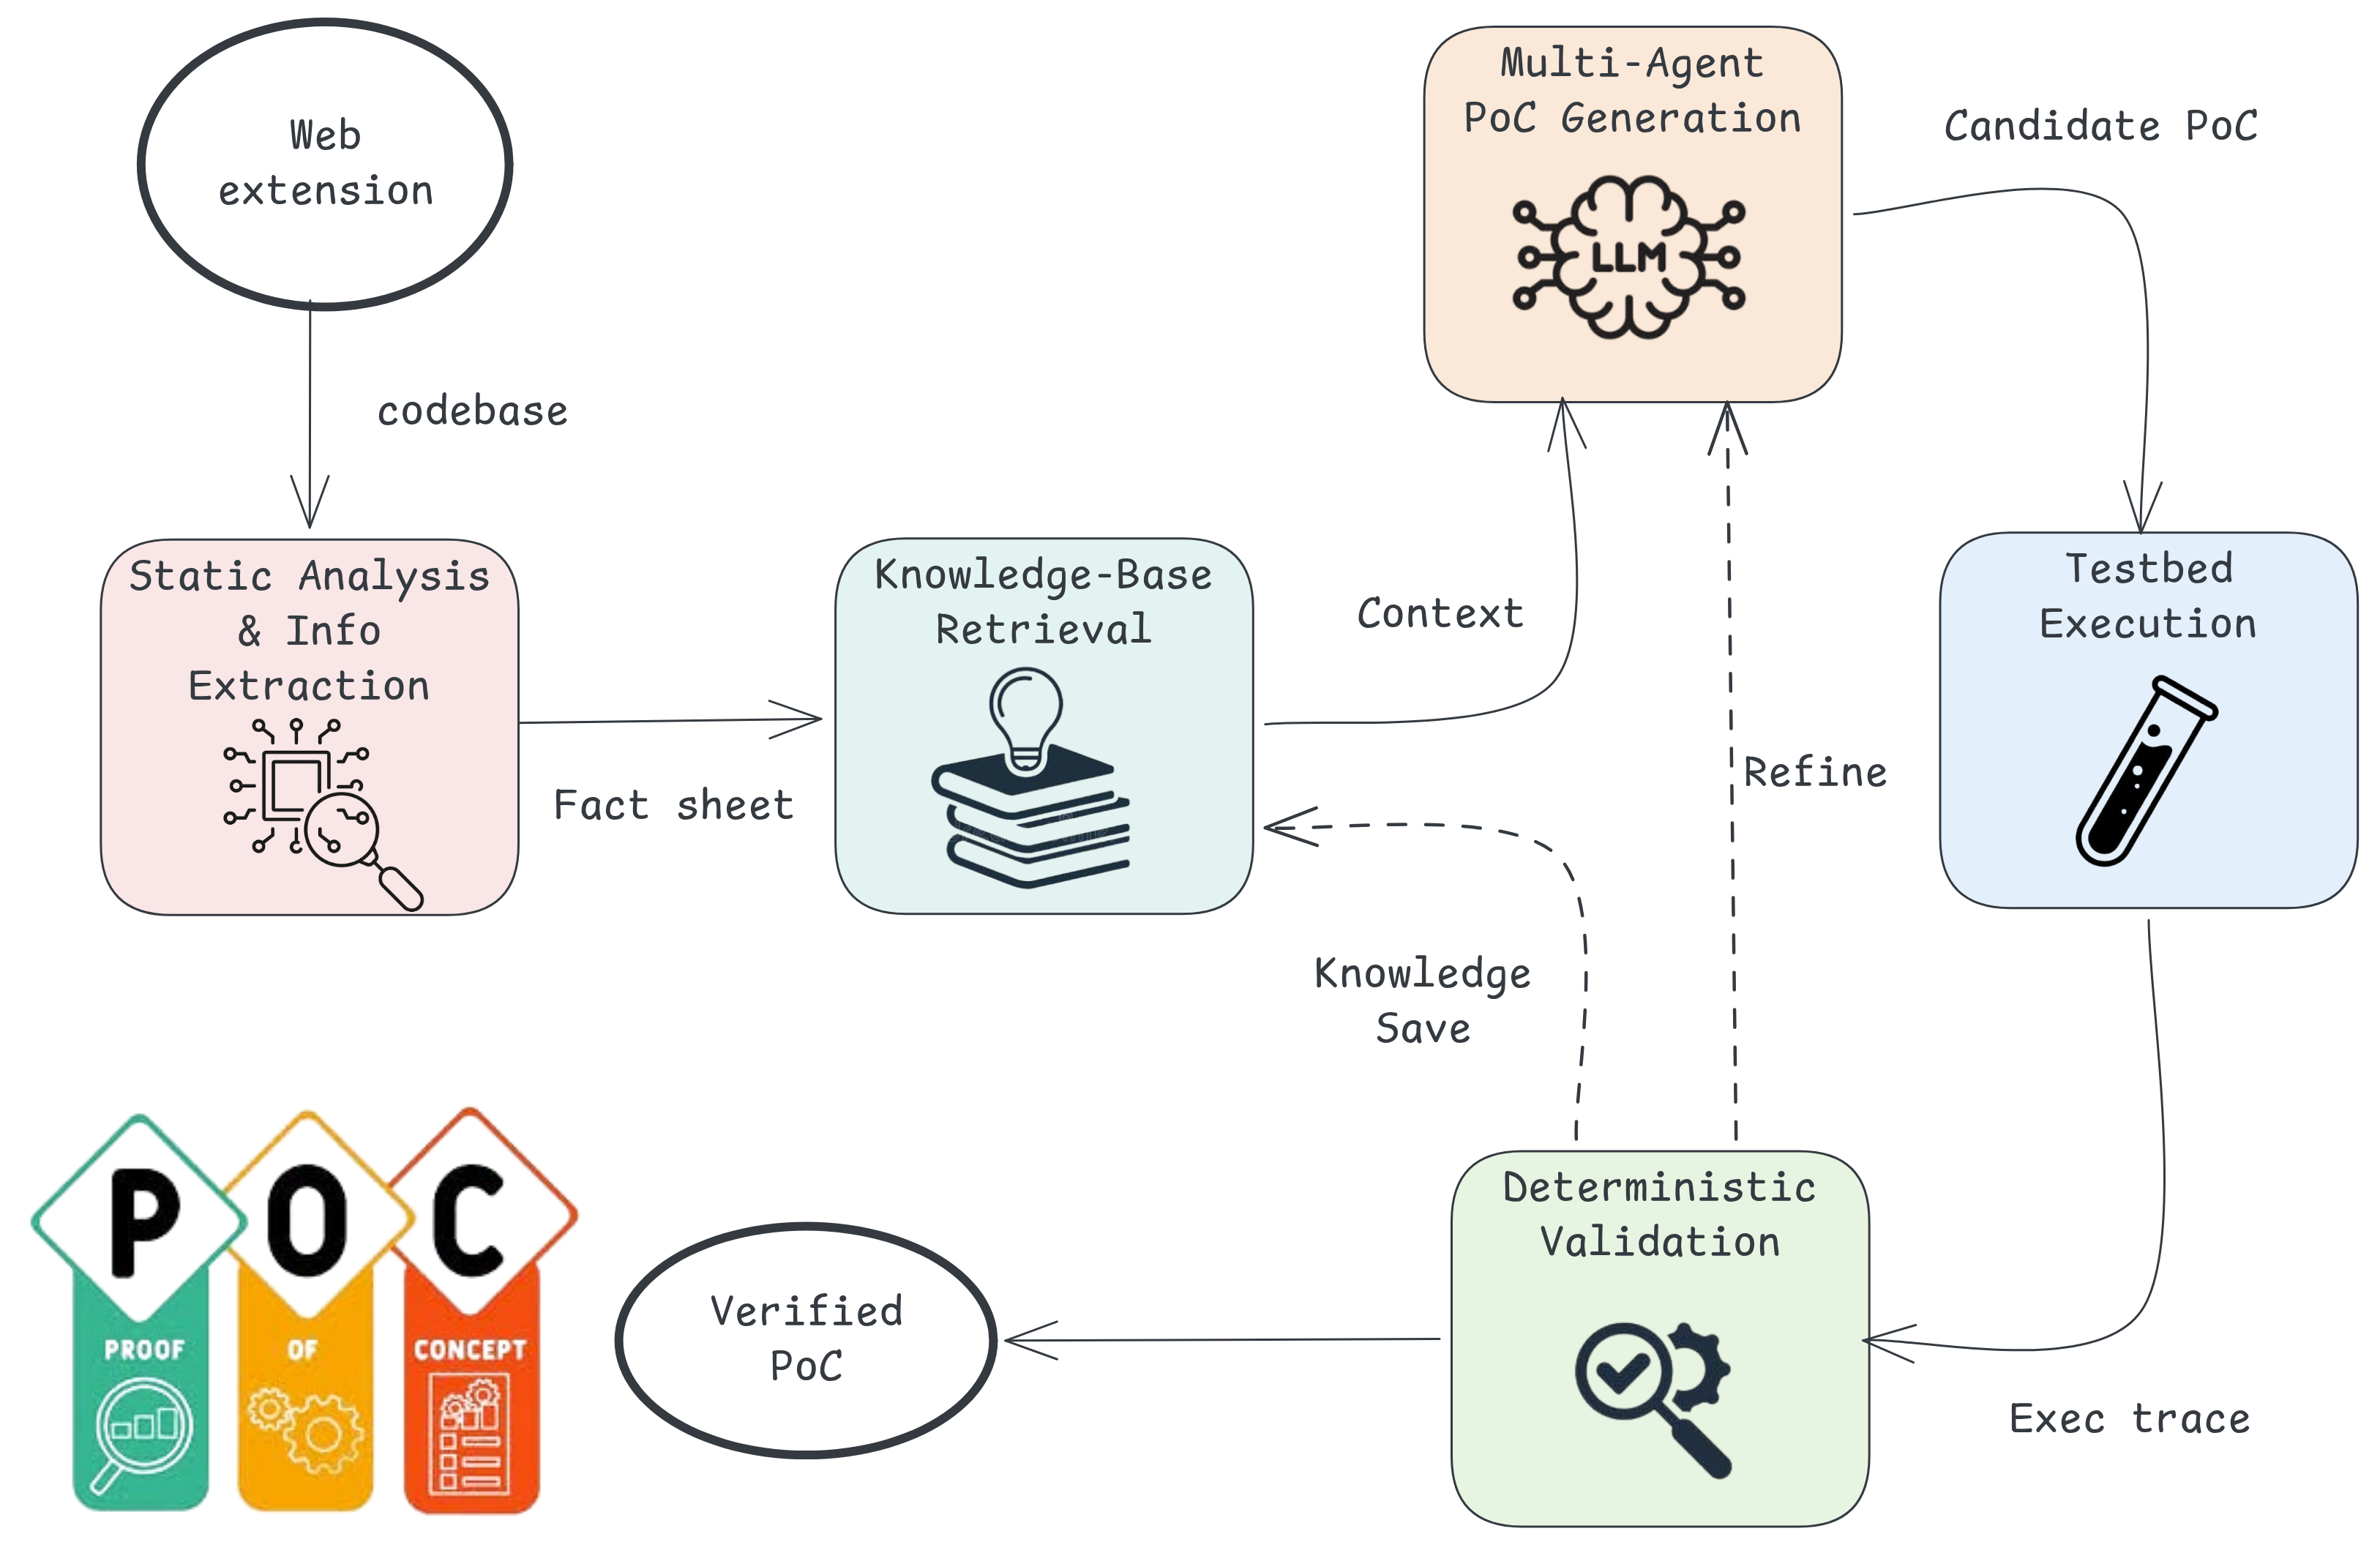 Web
extension
codebase
Static Analysis
& Info
Extraction
Fact sheet
Knowledge-Base
Retrieval
Context
Multi-Agent
PoC Generation
LLM
Candidate PoC
Testbed
Execution
Refine
Knowledge
Save
Exec trace
Deterministic
Validation
Verified
PoC
P O C
PROOF OF CONCEPT